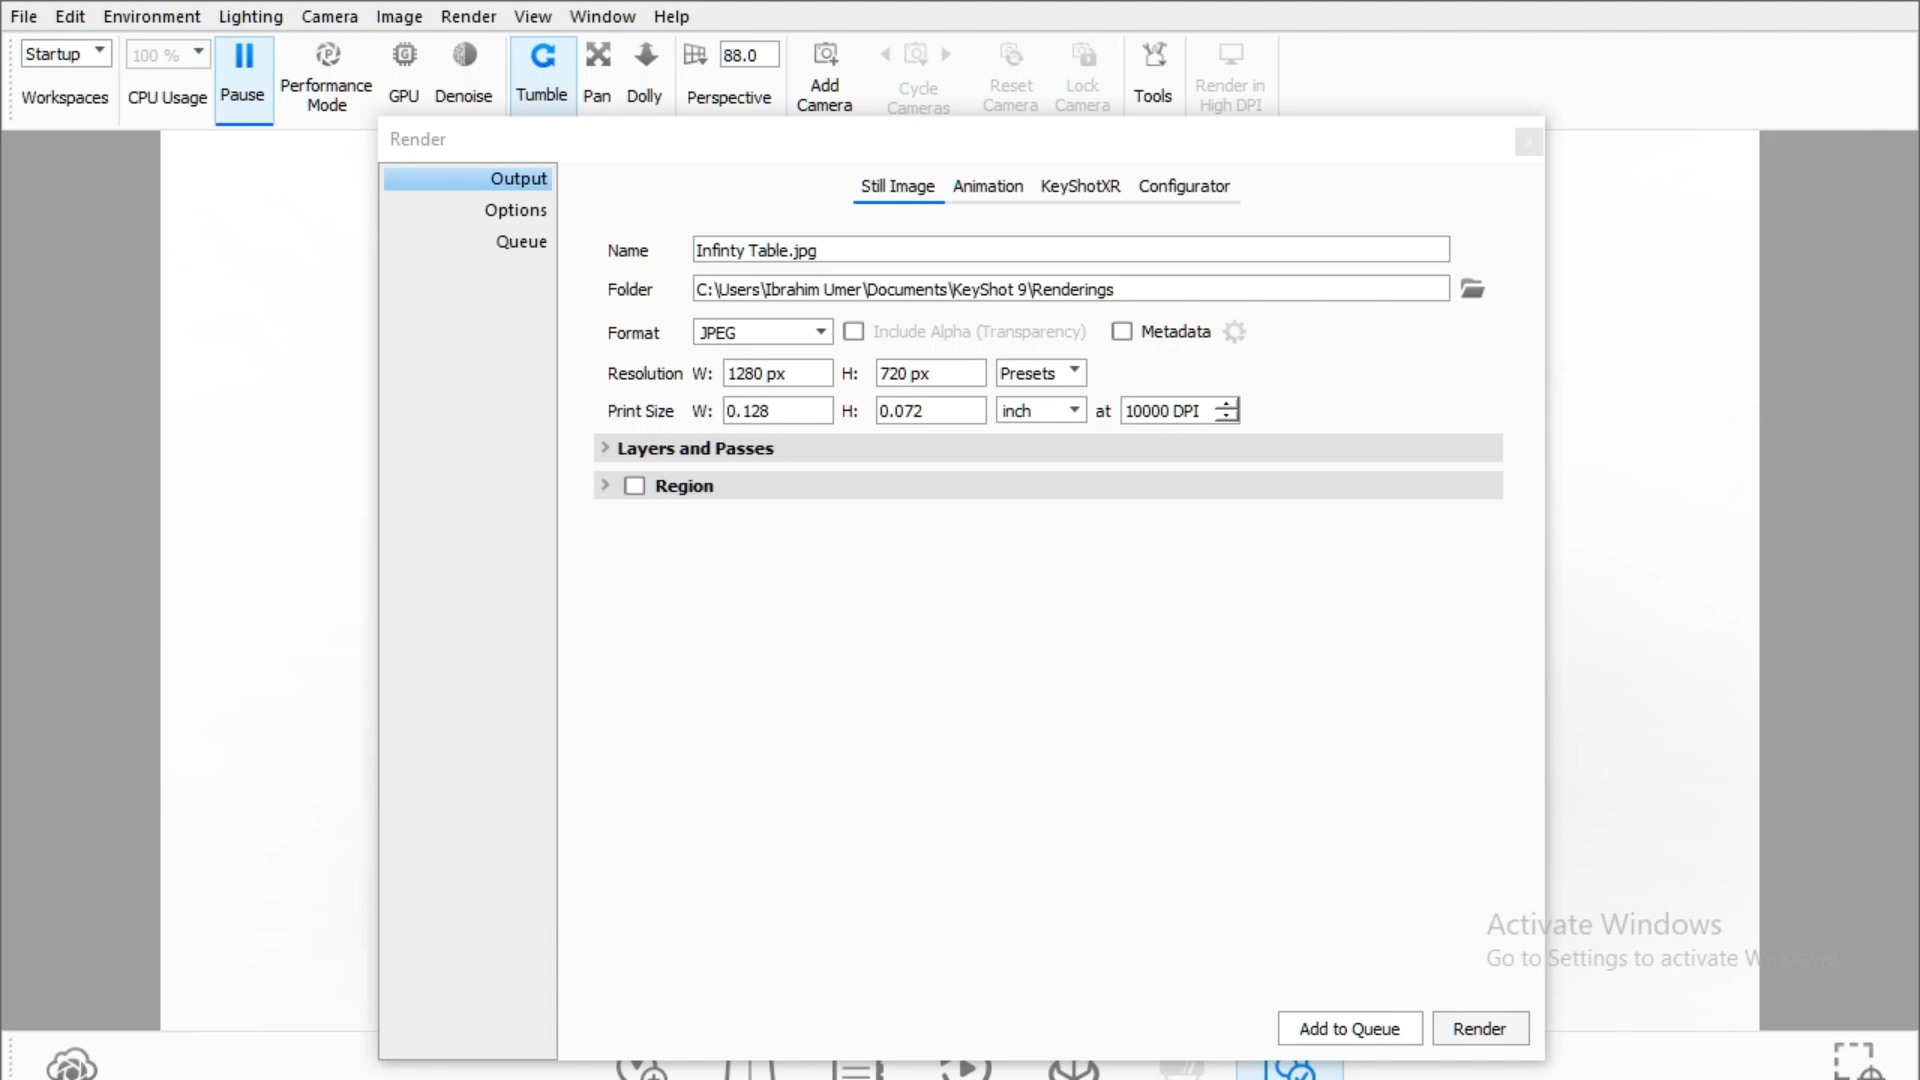 File Edit Environment Lighting Camera Image Render View Window Help
Startup 100 % 88.0
Workspaces CPU Usage Pause Performance Mode GPU Denoise Tumble Pan Dolly Perspective Add Camera Cycle Cameras Reset Camera Lock Camera Tools Render in High DPI
Render
Output
Options
Queue
Still Image Animation KeyShotXR Configurator
Name Infinty Table.jpg
Folder C:\Users\Ibrahim Umer\Documents\KeyShot 9\Renderings
Format JPEG Include Alpha (Transparency) Metadata
Resolution W: 1280 px H: 720 px Presets
Print Size W: 0.128 H: 0.072 inch at 10000 DPI
Layers and Passes
Region
Activate Windows
Go to Settings to activate Windows
Add to Queue Render